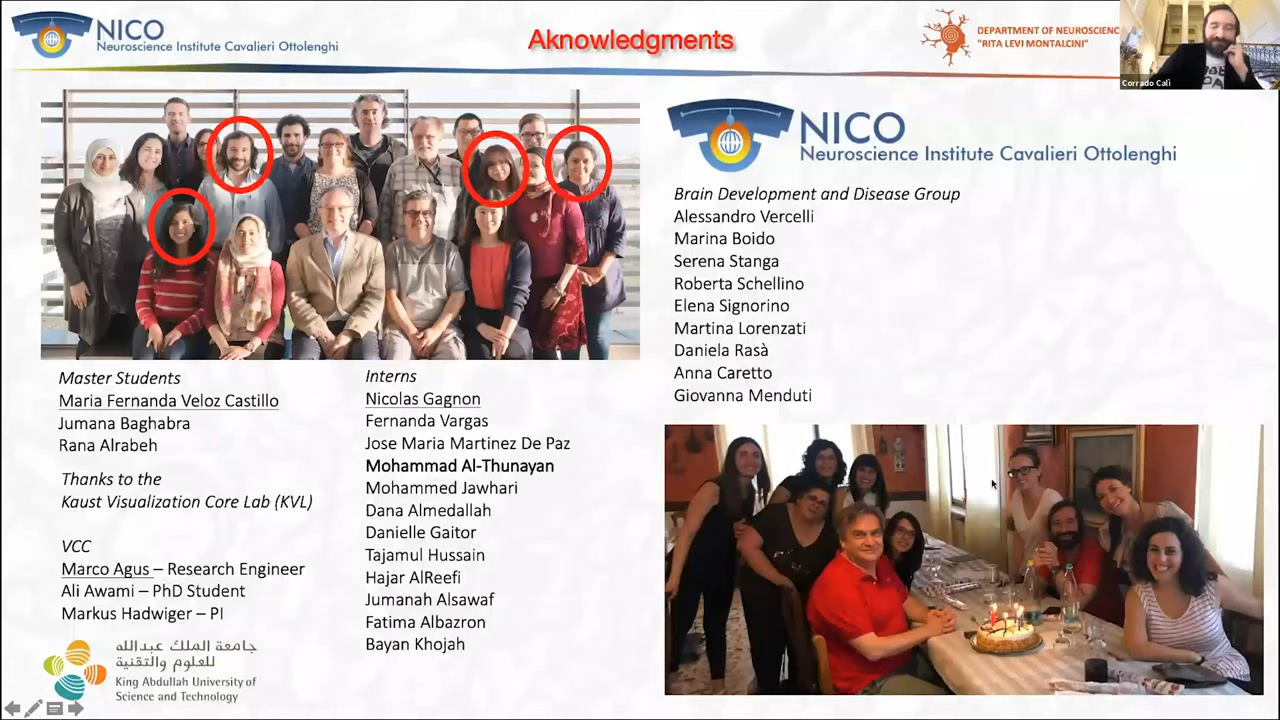 NICO
Neuroscience Institute Cavalieri Ottolenghi
Aknowledgments
DEPARTMENT OF NEUROSCIENC
"RITA LEVI MONTALCINI"
Corrado Calì
NICO
Neuroscience Institute Cavalieri Ottolenghi
Brain Development and Disease Group
Alessandro Vercelli
Marina Boido
Serena Stanga
Roberta Schellino
Elena Signorino
Martina Lorenzati
Daniela Rasà
Anna Caretto
Giovanna Menduti
Master Students
Maria Fernanda Veloz Castillo
Jumana Baghabra
Rana Alrabeh
Thanks to the
Kaust Visualization Core Lab (KVL)
VCC
Marco Agus – Research Engineer
Ali Awami – PhD Student
Markus Hadwiger – PI
جامعة الملك عبدالله
للعلوم والتقنية
King Abdullah University of
Science and Technology
Interns
Nicolas Gagnon
Fernanda Vargas
Jose Maria Martinez De Paz
Mohammad Al-Thunayan
Mohammed Jawhari
Dana Almedallah
Danielle Gaitor
Tajamul Hussain
Hajar AlReefi
Jumanah Alsawaf
Fatima Albazron
Bayan Khojah